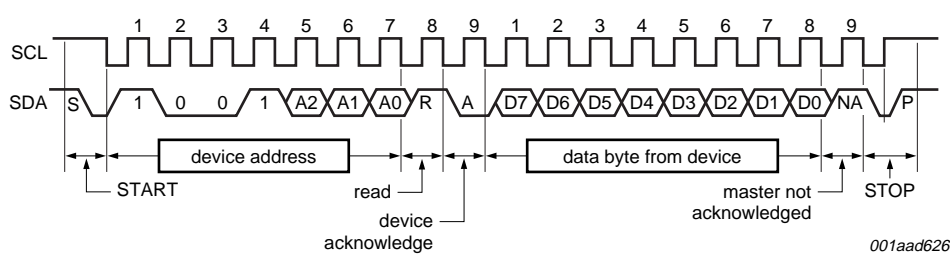 1 2 3 4 5 6 7 8 9 1 2 3 4 5 6 7 8 9
SCL
SDA S 1 0 0 1 A2 A1 A0 R A D7 D6 D5 D4 D3 D2 D1 D0 NA P
device address data byte from device
START read master not STOP
acknowledged
device
acknowledge
001aad626